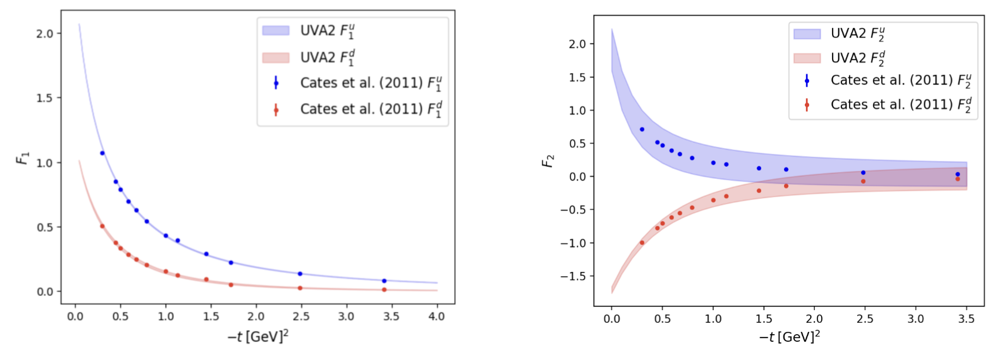 2.0
1.5
1.0
0.5
0.0
F₁
UVA2 F₁ᵘ
UVA2 F₁ᵈ
Cates et al. (2011) F₁ᵘ
Cates et al. (2011) F₁ᵈ
0.0 0.5 1.0 1.5 2.0 2.5 3.0 3.5 4.0
−t [GeV]²
2.0
1.5
1.0
0.5
0.0
−0.5
−1.0
−1.5
F₂
UVA2 F₂ᵘ
UVA2 F₂ᵈ
Cates et al. (2011) F₂ᵘ
Cates et al. (2011) F₂ᵈ
0.0 0.5 1.0 1.5 2.0 2.5 3.0 3.5
−t [GeV]²